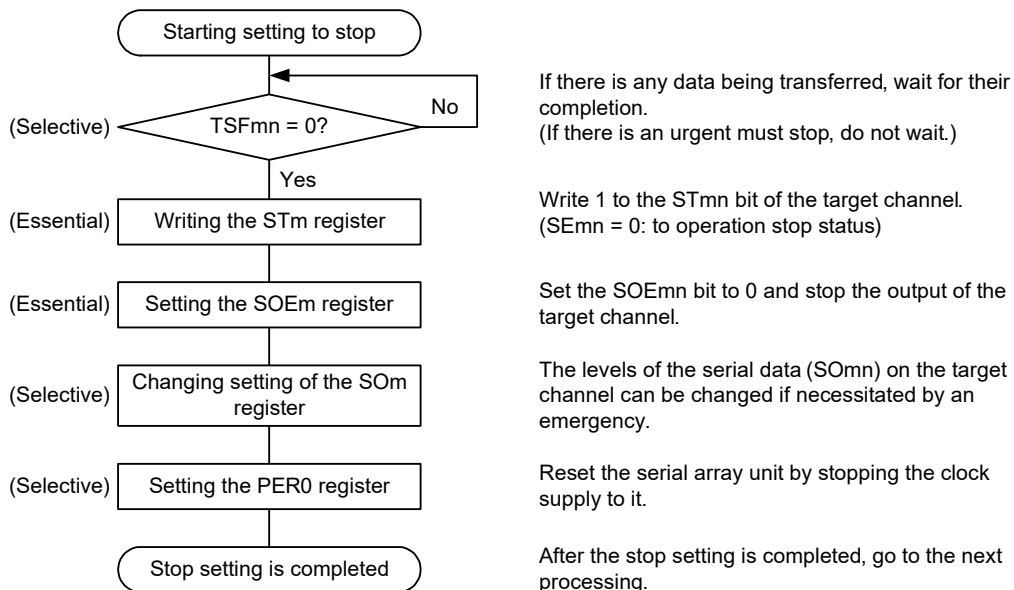 Starting setting to stop
If there is any data being transferred, wait for their
completion.
(If there is an urgent must stop, do not wait.)
No
(Selective)
TSFmn = 0?
Yes
(Essential)
Writing the STm register
Write 1 to the STmn bit of the target channel.
(SEmn = 0: to operation stop status)
(Essential)
Setting the SOEm register
Set the SOEmn bit to 0 and stop the output of the
target channel.
(Selective)
Changing setting of the SOm
register
The levels of the serial data (SOmn) on the target
channel can be changed if necessitated by an
emergency.
(Selective)
Setting the PER0 register
Reset the serial array unit by stopping the clock
supply to it.
Stop setting is completed
After the stop setting is completed, go to the next
processing.